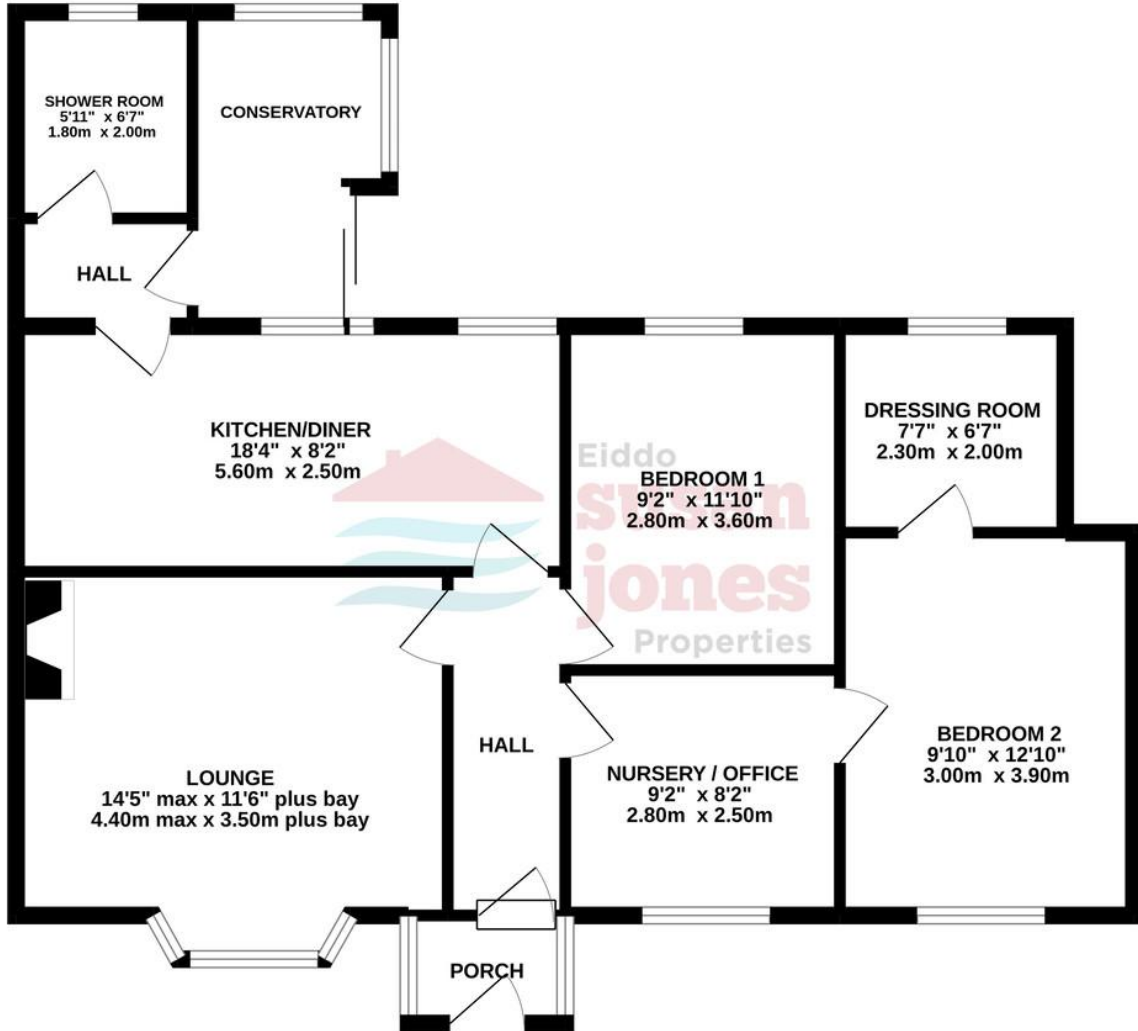 SHOWER ROOM
5'11" x 6'7"
1.80m x 2.00m
CONSERVATORY
HALL
KITCHEN/DINER
18'4" x 8'2"
5.60m x 2.50m
BEDROOM 1
9'2" x 11'10"
2.80m x 3.60m
DRESSING ROOM
7'7" x 6'7"
2.30m x 2.00m
Eiddo
susan
jones
Properties
LOUNGE
14'5" max x 11'6" plus bay
4.40m max x 3.50m plus bay
HALL
NURSERY / OFFICE
9'2" x 8'2"
2.80m x 2.50m
BEDROOM 2
9'10" x 12'10"
3.00m x 3.90m
PORCH